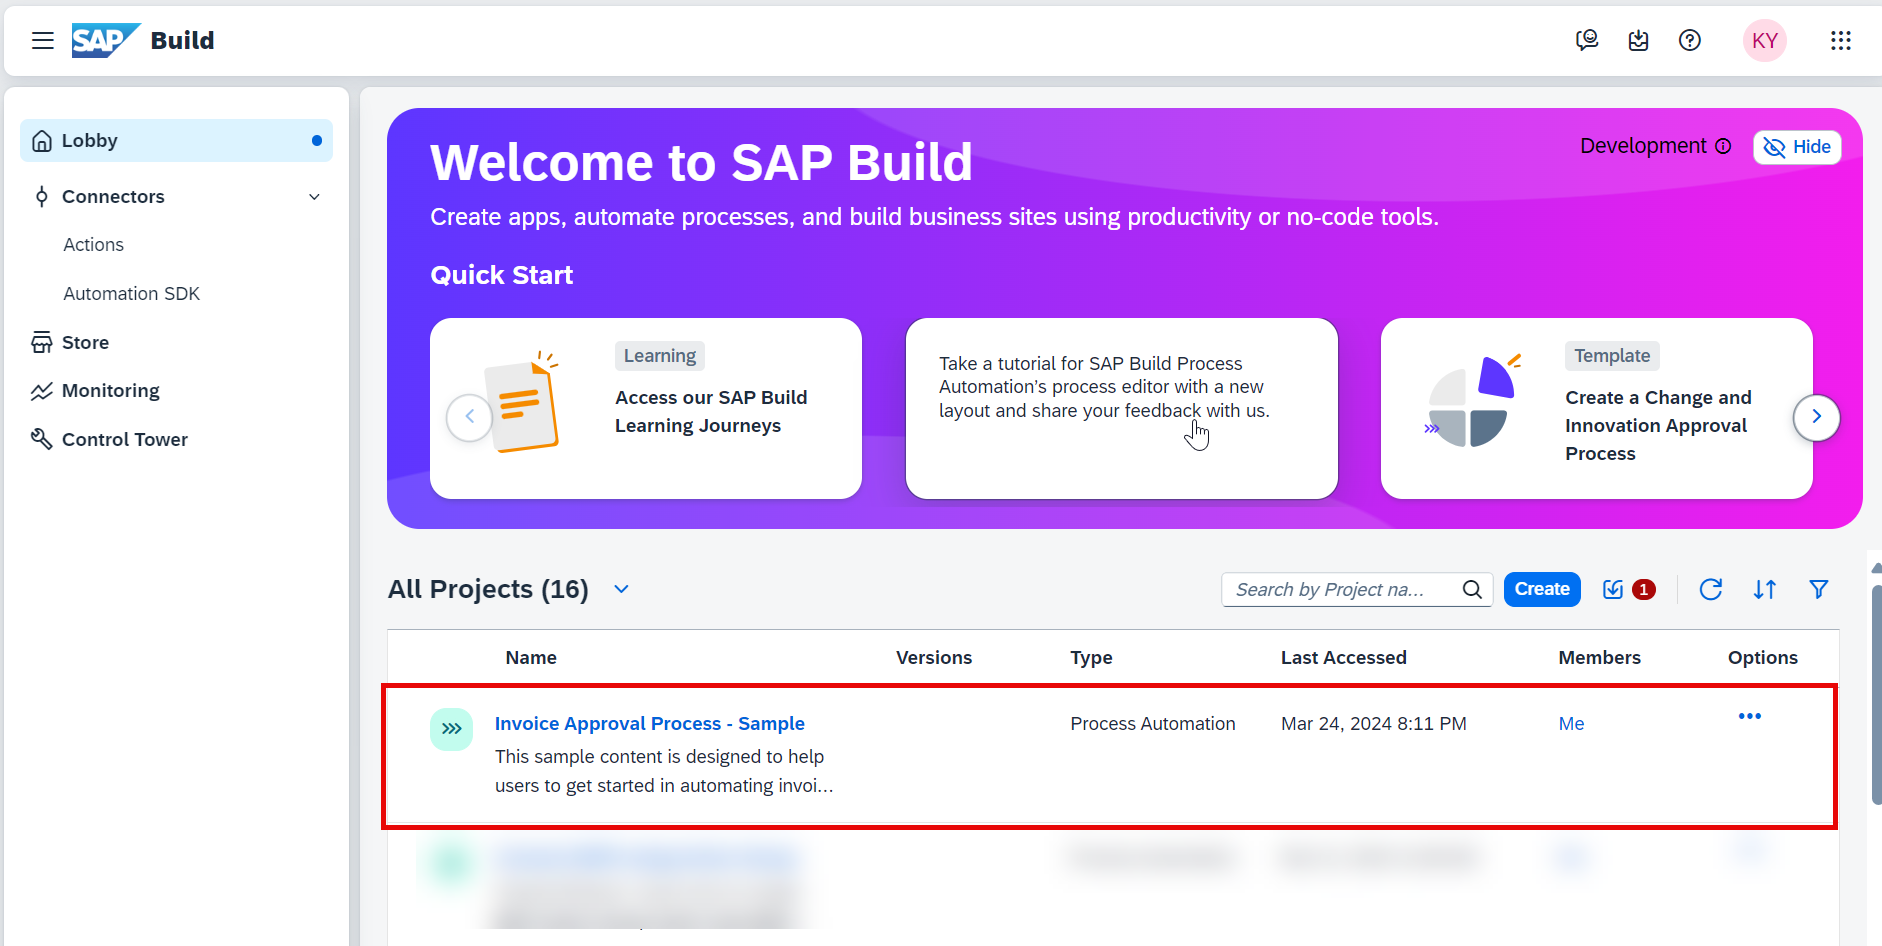 SAP Build
KY
Lobby
Connectors
Actions
Automation SDK
Store
Monitoring
Control Tower
Welcome to SAP Build
Development
Hide
Create apps, automate processes, and build business sites using productivity or no-code tools.
Quick Start
Learning
Access our SAP Build
Learning Journeys
Take a tutorial for SAP Build Process
Automation's process editor with a new
layout and share your feedback with us.
Template
Create a Change and
Innovation Approval
Process
All Projects (16)
Search by Project na...
Create
1
Name Versions Type Last Accessed Members Options
Invoice Approval Process - Sample Process Automation Mar 24, 2024 8:11 PM Me
This sample content is designed to help
users to get started in automating invoi...